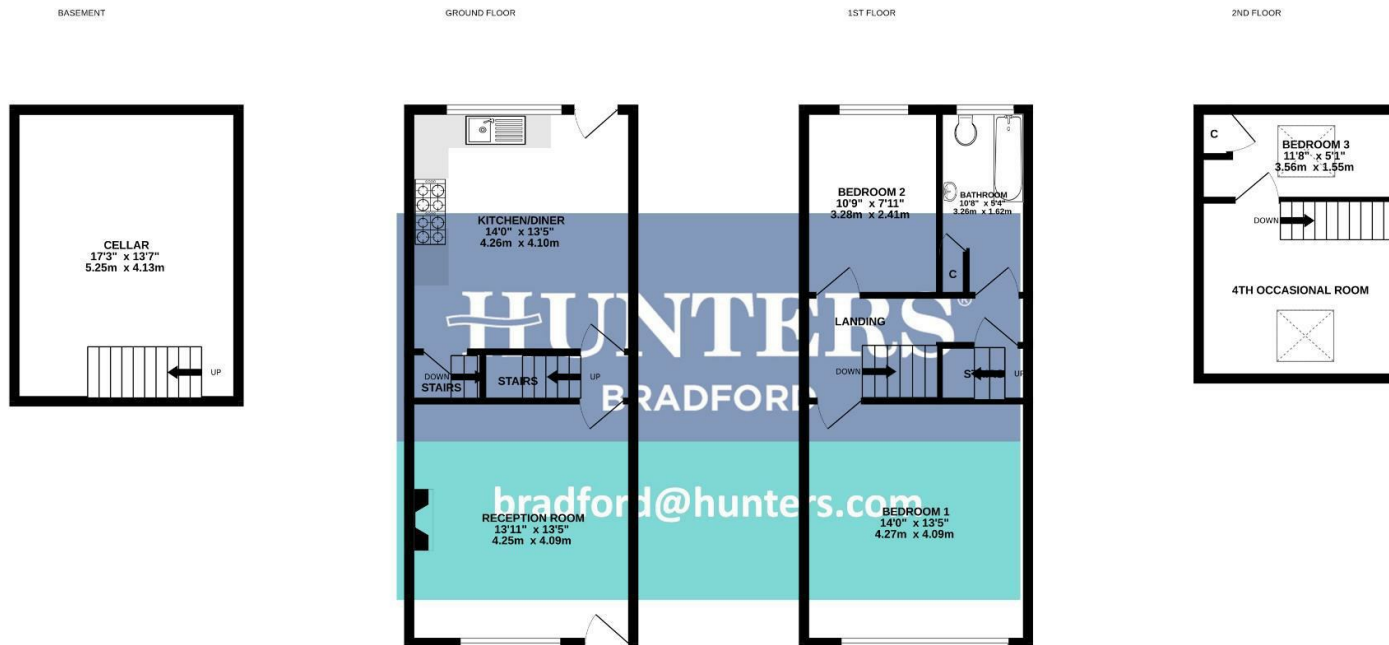 BASEMENT
GROUND FLOOR
1ST FLOOR
2ND FLOOR
CELLAR
17'3" x 13'7"
5.25m x 4.13m
UP
KITCHEN/DINER
14'0" x 13'5"
4.26m x 4.10m
DOWN
STAIRS
STAIRS
UP
RECEPTION ROOM
13'11" x 13'5"
4.25m x 4.09m
BEDROOM 2
10'9" x 7'11"
3.28m x 2.41m
BATHROOM
10'8" x 5'4"
3.26m x 1.62m
C
LANDING
DOWN
UP
BEDROOM 1
14'0" x 13'5"
4.27m x 4.09m
C
BEDROOM 3
11'8" x 5'1"
3.56m x 1.55m
DOWN
4TH OCCASIONAL ROOM
HUNTERS®
BRADFORD
bradford@hunters.com